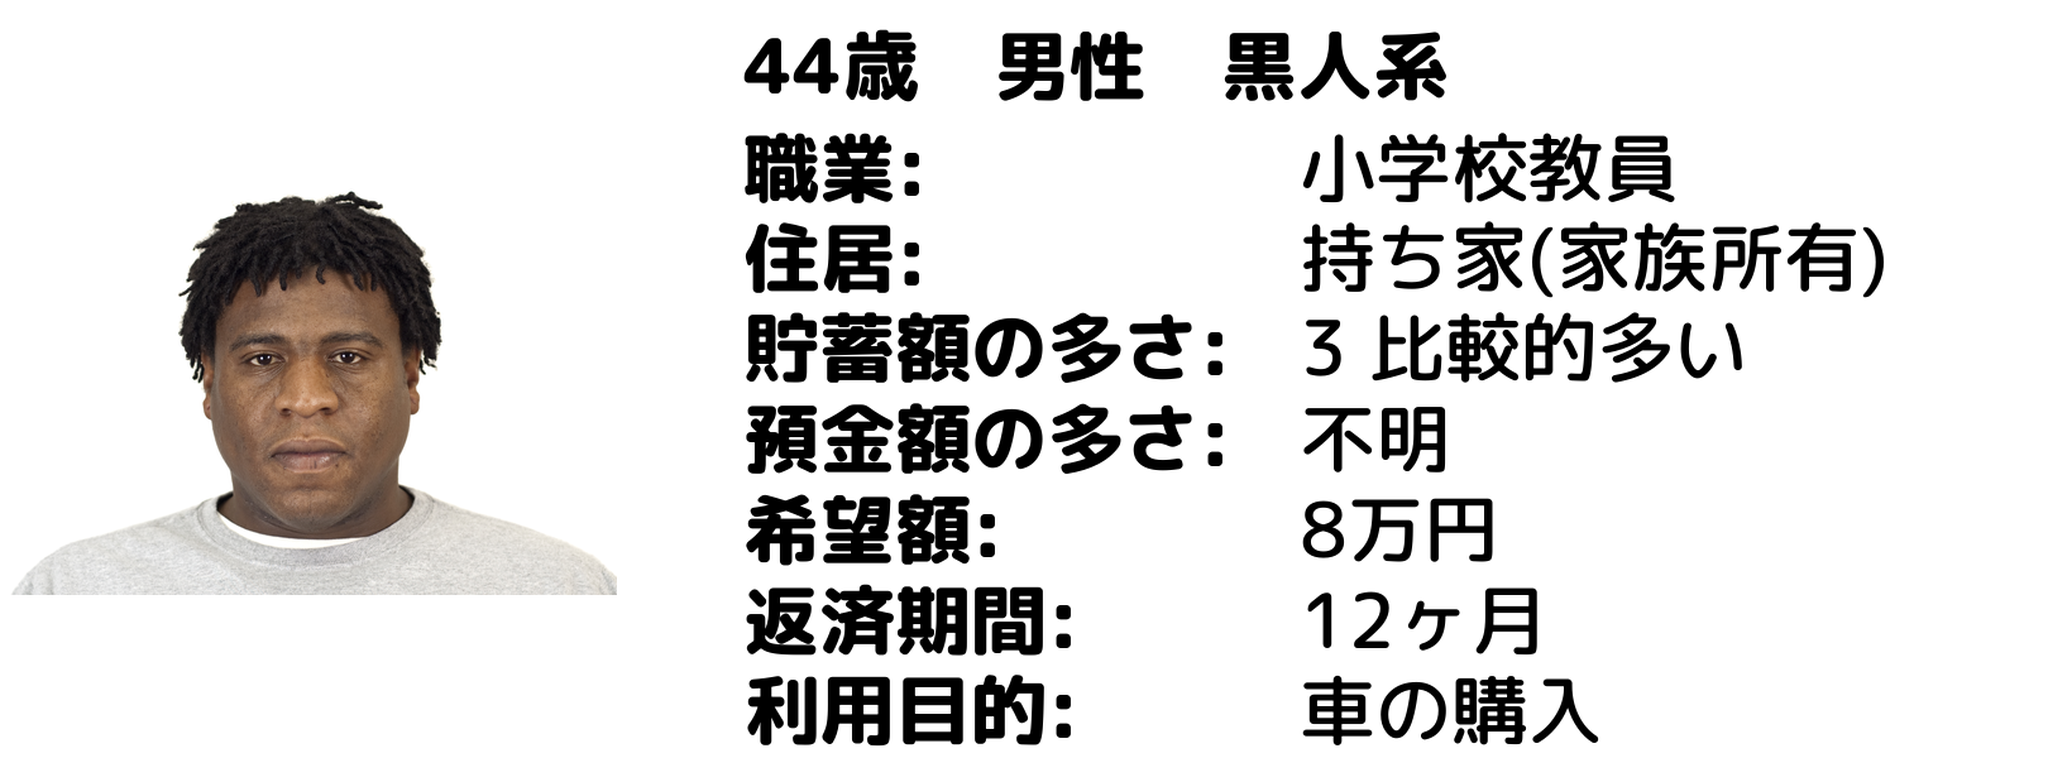 44歳　男性　黒人系
職業: 小学校教員
住居: 持ち家(家族所有)
貯蓄額の多さ: 3 比較的多い
預金額の多さ: 不明
希望額: 8万円
返済期間: 12ヶ月
利用目的: 車の購入